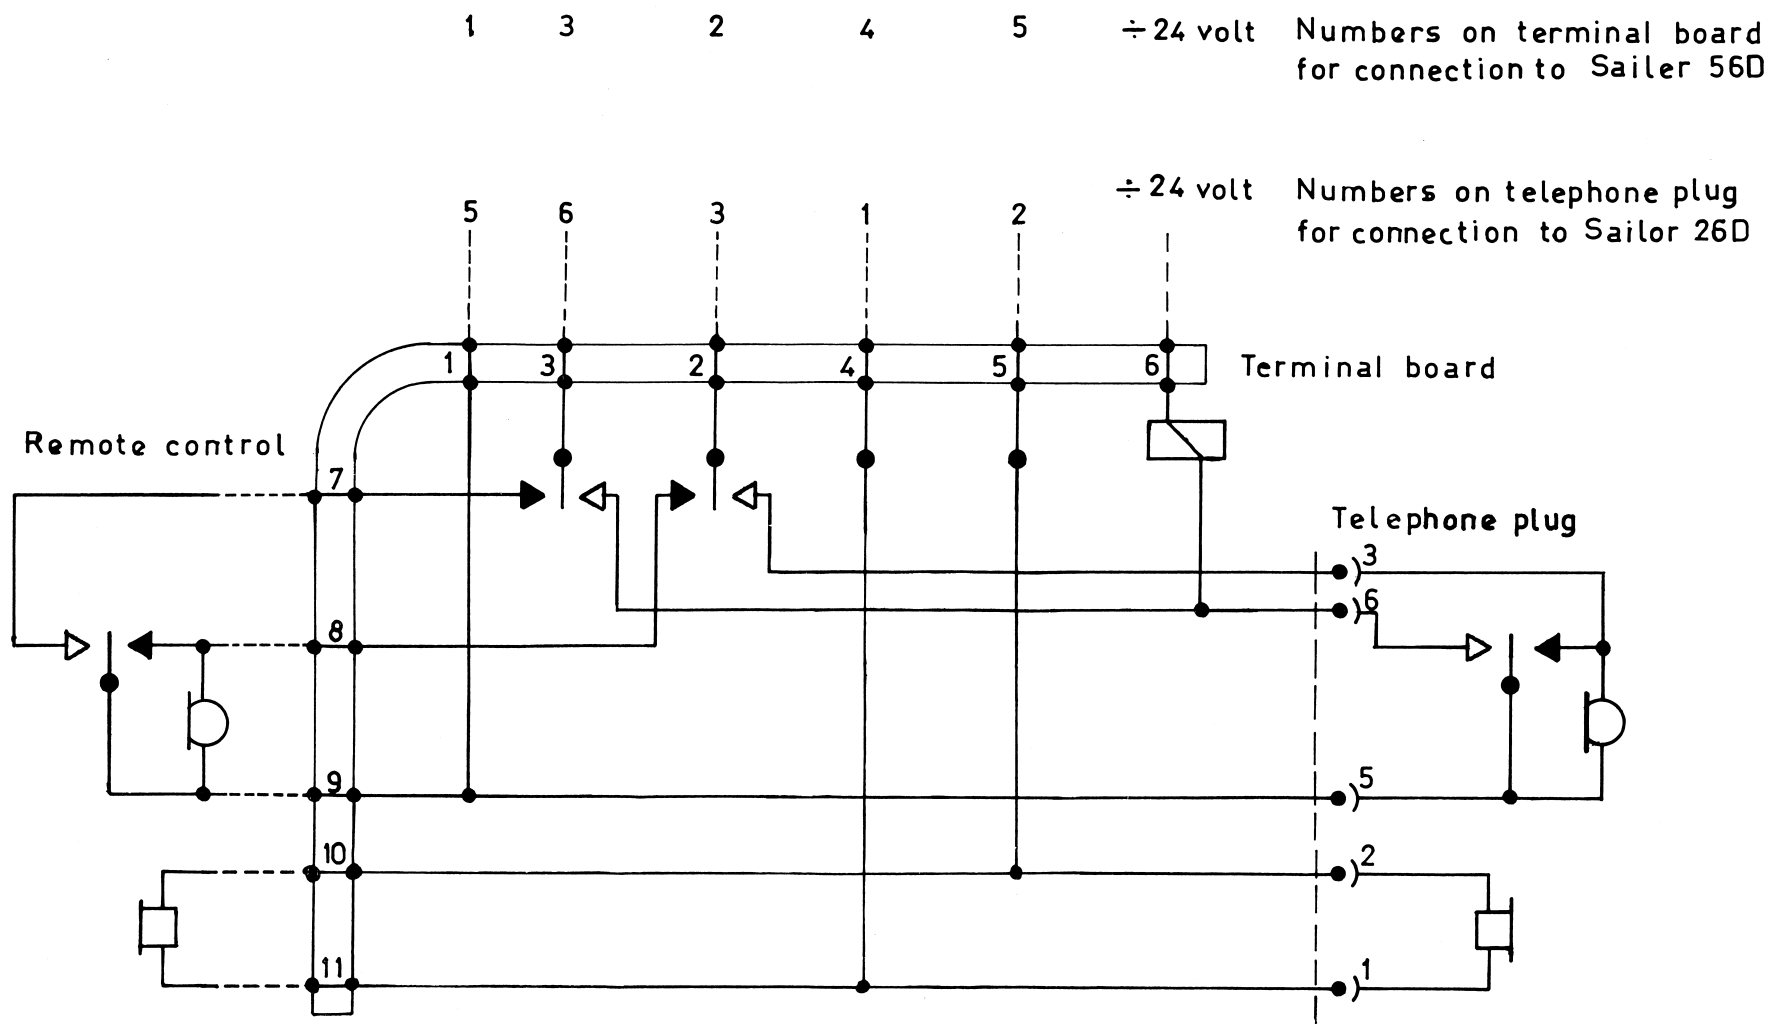 1 3 2 4 5 ÷24 volt Numbers on terminal board
for connection to Sailer 56D
5 6 3 1 2 ÷24 volt Numbers on telephone plug
for connection to Sailor 26D
1 3 2 4 5 6 Terminal board
Remote control
7
Telephone plug
3
6
8
9
5
10
2
11
1